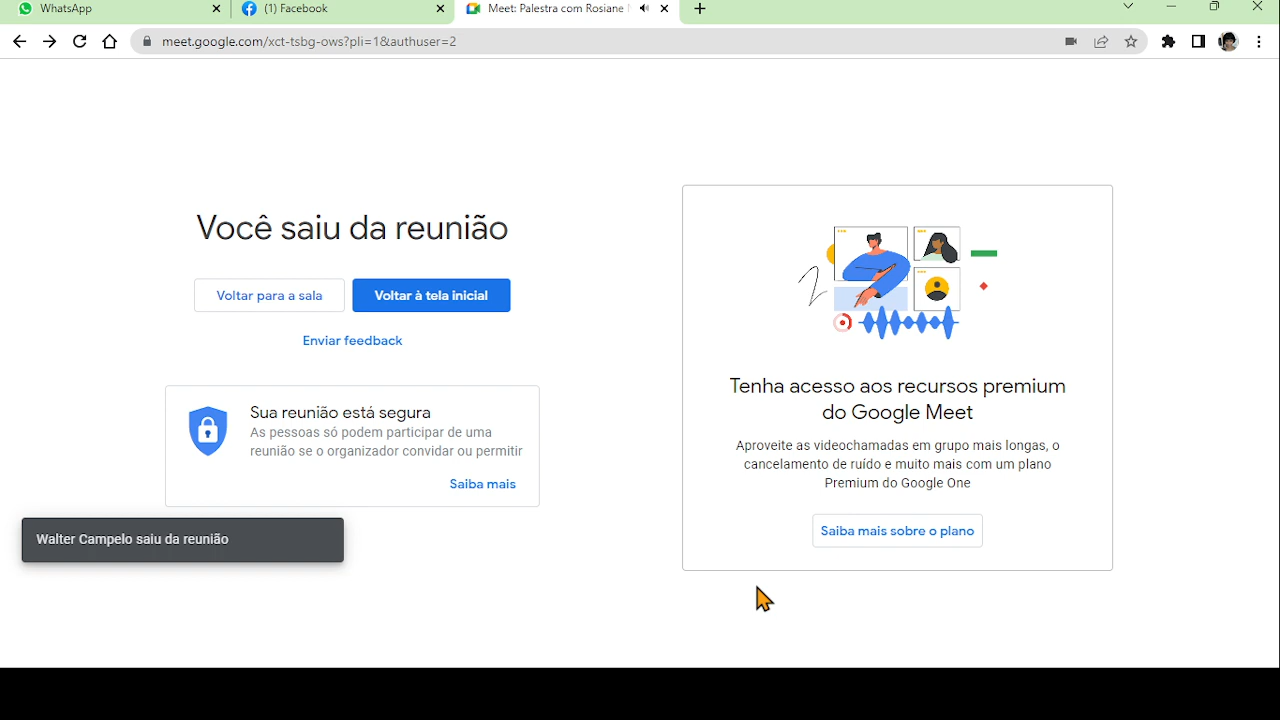 WhatsApp
(1) Facebook
Meet: Palestra com Rosiane
meet.google.com/xct-tsbg-ows?pli=1&authuser=2
Você saiu da reunião
Voltar para a sala
Voltar à tela inicial
Enviar feedback
Sua reunião está segura
As pessoas só podem participar de uma
reunião se o organizador convidar ou permitir
Saiba mais
Walter Campelo saiu da reunião
Tenha acesso aos recursos premium
do Google Meet
Aproveite as videochamadas em grupo mais longas, o
cancelamento de ruído e muito mais com um plano
Premium do Google One
Saiba mais sobre o plano